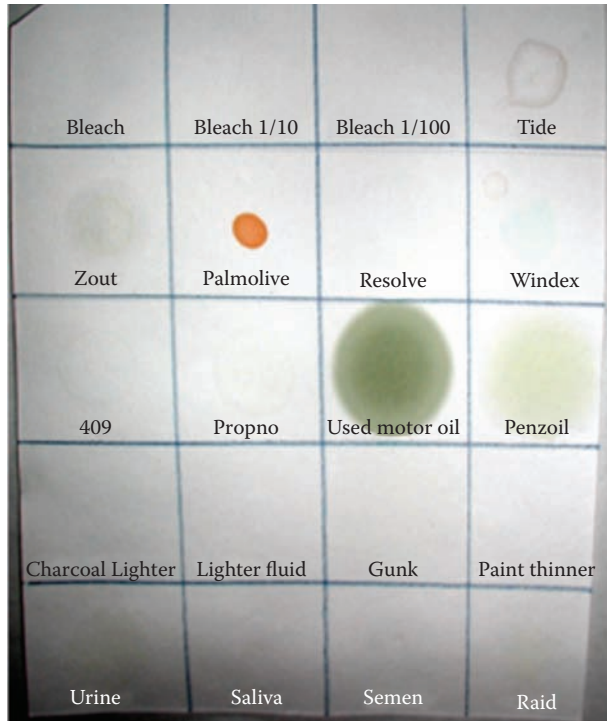 Bleach Bleach 1/10 Bleach 1/100 Tide
Zout Palmolive Resolve Windex
409 Propno Used motor oil Penzoil
Charcoal Lighter Lighter fluid Gunk Paint thinner
Urine Saliva Semen Raid